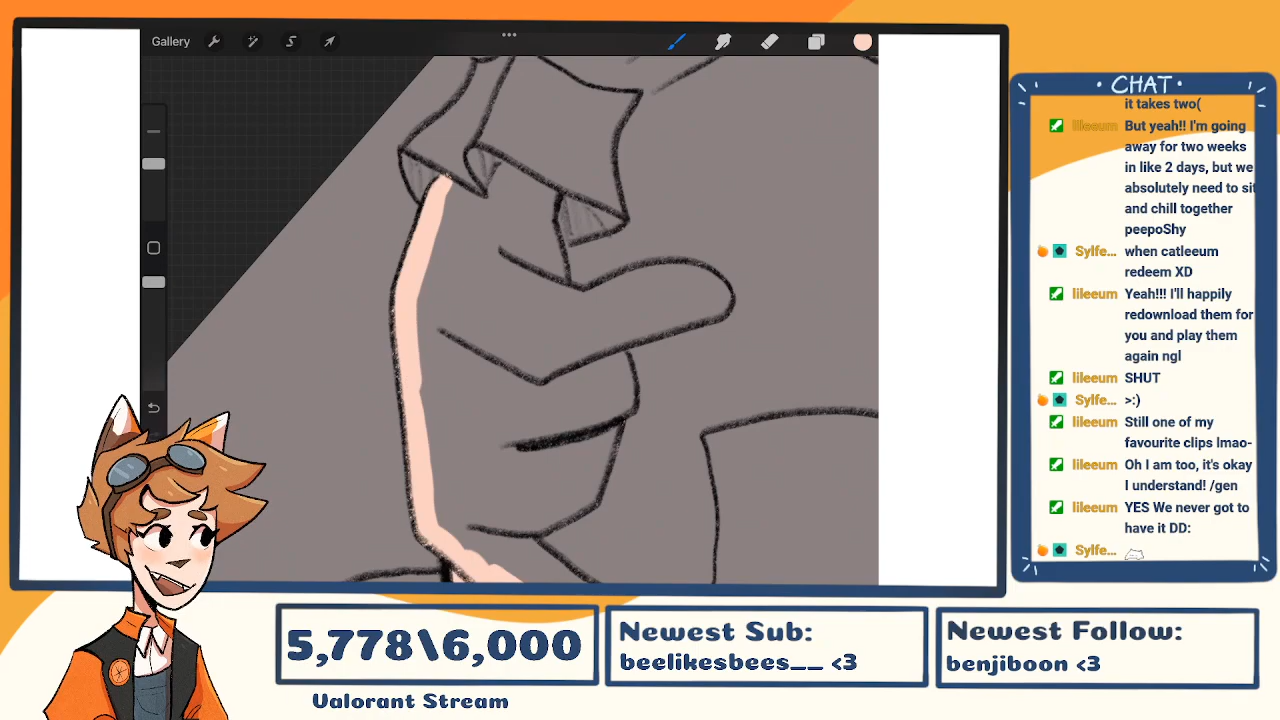 Gallery
• CHAT •
it takes two(
lileeum But yeah!! I'm going
away for two weeks
in like 2 days, but we
absolutely need to sit
and chill together
peepoShy
Sylfe... when catleeum
redeem XD
lileeum Yeah!!! I'll happily
redownload them for
you and play them
again ngl
lileeum SHUT
Sylfe... >:)
lileeum Still one of my
favourite clips lmao-
lileeum Oh I am too, it's okay
I understand! /gen
lileeum YES We never got to
have it DD:
Sylfe...
5,778\6,000
Valorant Stream
Newest Sub:
beelikesbees__ <3
Newest Follow:
benjiboon <3